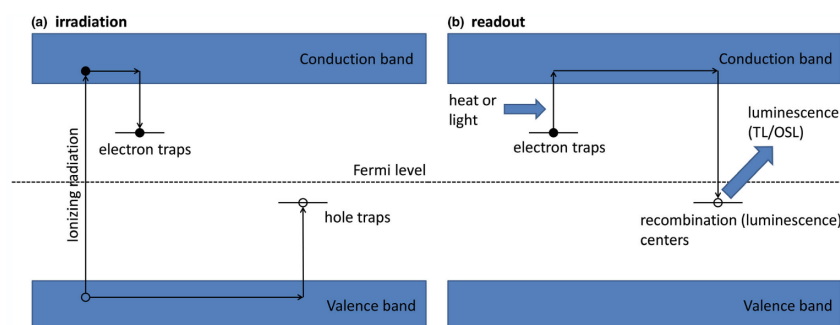 (a) irradiation
Conduction band
electron traps
Fermi level
Ionizing radiation
hole traps
Valence band
(b) readout
Conduction band
heat or
light
electron traps
luminescence
(TL/OSL)
recombination (luminescence)
centers
Valence band